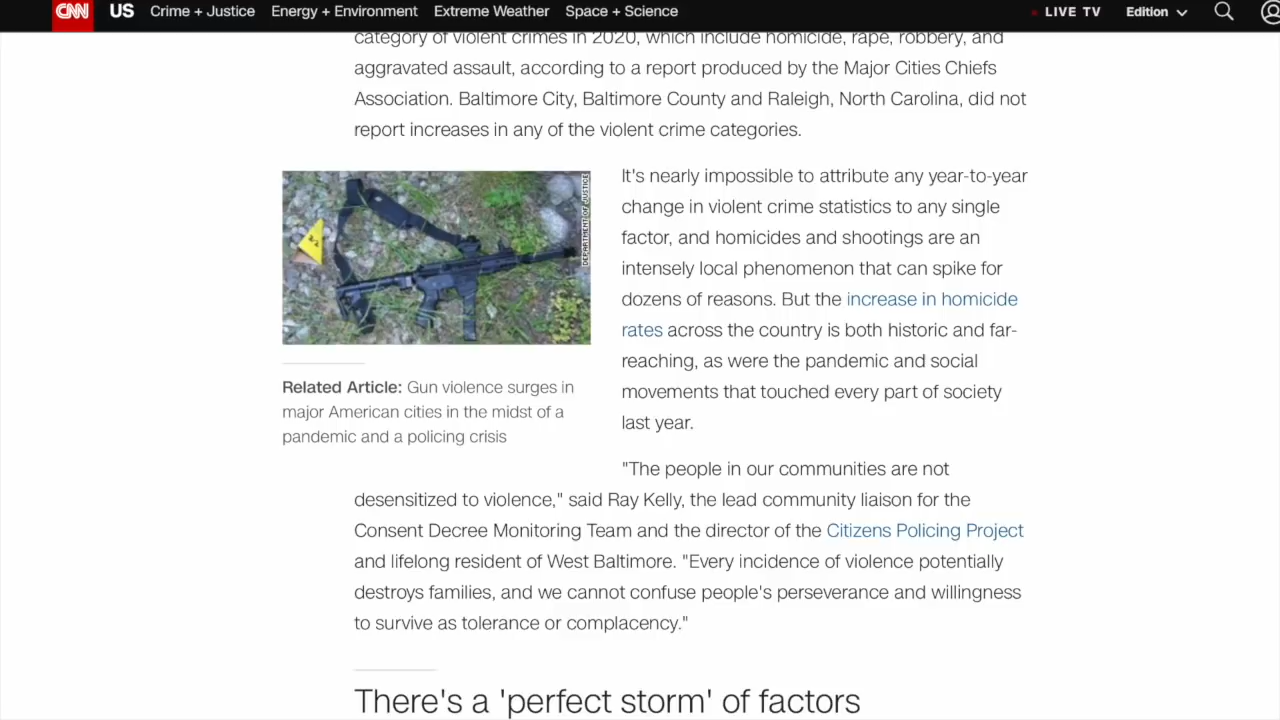 CNN US Crime + Justice Energy + Environment Extreme Weather Space + Science LIVE TV Edition
category of violent crimes in 2020, which include homicide, rape, robbery, and
aggravated assault, according to a report produced by the Major Cities Chiefs
Association. Baltimore City, Baltimore County and Raleigh, North Carolina, did not
report increases in any of the violent crime categories.
DEPARTMENT OF JUSTICE
Related Article: Gun violence surges in
major American cities in the midst of a
pandemic and a policing crisis
It's nearly impossible to attribute any year-to-year
change in violent crime statistics to any single
factor, and homicides and shootings are an
intensely local phenomenon that can spike for
dozens of reasons. But the increase in homicide
rates across the country is both historic and far-
reaching, as were the pandemic and social
movements that touched every part of society
last year.
"The people in our communities are not
desensitized to violence," said Ray Kelly, the lead community liaison for the
Consent Decree Monitoring Team and the director of the Citizens Policing Project
and lifelong resident of West Baltimore. "Every incidence of violence potentially
destroys families, and we cannot confuse people's perseverance and willingness
to survive as tolerance or complacency."
There's a 'perfect storm' of factors